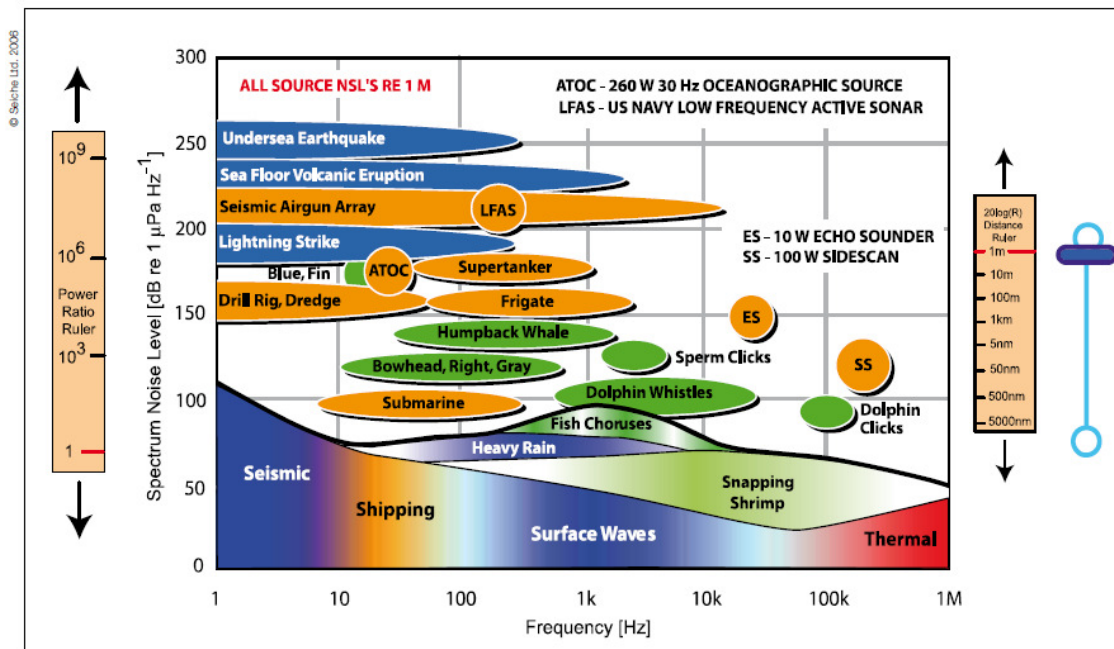 © Seiche Ltd. 2006
10⁹
10⁶
Power
Ratio
Ruler
10³
1
Spectrum Noise Level [dB re 1 µPa Hz⁻¹]
300
250
200
150
100
50
0
ALL SOURCE NSL'S RE 1 M
ATOC - 260 W 30 Hz OCEANOGRAPHIC SOURCE
LFAS - US NAVY LOW FREQUENCY ACTIVE SONAR
Undersea Earthquake
Sea Floor Volcanic Eruption
Seismic Airgun Array
LFAS
Lightning Strike
ES - 10 W ECHO SOUNDER
SS - 100 W SIDESCAN
Blue, Fin
ATOC
Supertanker
Drill Rig, Dredge
Frigate
ES
Humpback Whale
Sperm Clicks
Bowhead, Right, Gray
SS
Dolphin Whistles
Submarine
Dolphin
Clicks
Fish Choruses
Heavy Rain
Seismic
Snapping
Shrimp
Shipping
Surface Waves
Thermal
1
10
100
1k
10k
100k
1M
Frequency [Hz]
20log(R)
Distance
Ruler
1m
10m
100m
1km
5nm
50nm
500nm
5000nm